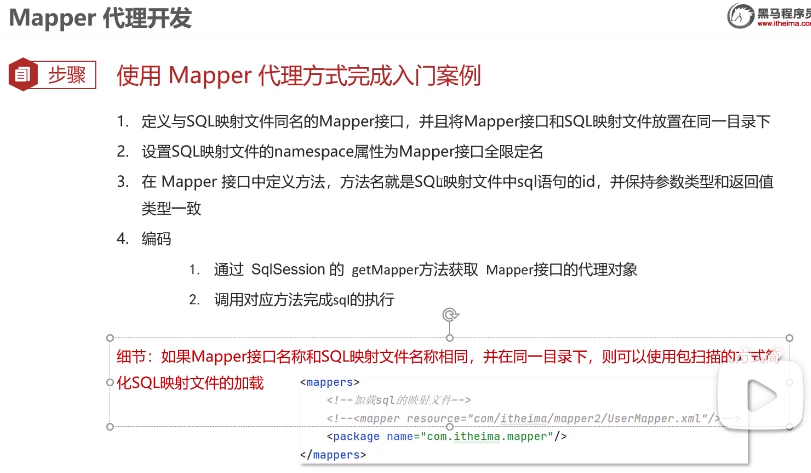 Mapper 代理开发
黑马程序员
www.itheima.com
步骤
使用 Mapper 代理方式完成入门案例
1. 定义与SQL映射文件同名的Mapper接口，并且将Mapper接口和SQL映射文件放置在同一目录下
2. 设置SQL映射文件的namespace属性为Mapper接口全限定名
3. 在 Mapper 接口中定义方法，方法名就是SQL映射文件中sql语句的id，并保持参数类型和返回值
类型一致
4. 编码
1. 通过 SqlSession 的 getMapper方法获取 Mapper接口的代理对象
2. 调用对应方法完成sql的执行
细节：如果Mapper接口名称和SQL映射文件名称相同，并在同一目录下，则可以使用包扫描的方式简
化SQL映射文件的加载
<mappers>
<!--加载sql的映射文件-->
<!--<mapper resource="com/itheima/mapper2/UserMapper.xml"/>-->
<package name="com.itheima.mapper"/>
</mappers>